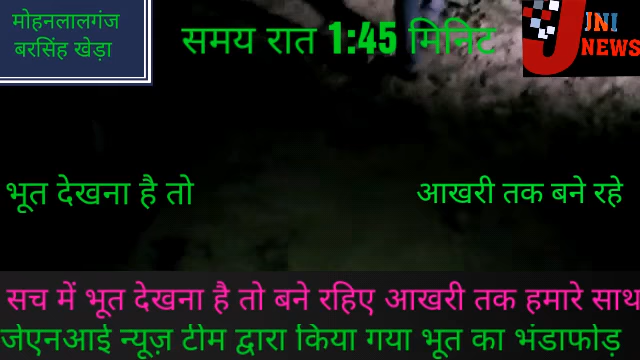 मोहनलालगंज
बरसिंह खेड़ा
समय रात 1:45 मिनिट
JNI
NEWS
भूत देखना है तो
आखरी तक बने रहे
सच में भूत देखना है तो बने रहिए आखरी तक हमारे साथ
जेएनआई न्यूज़ टीम द्वारा किया गया भूत का भंडाफोड़